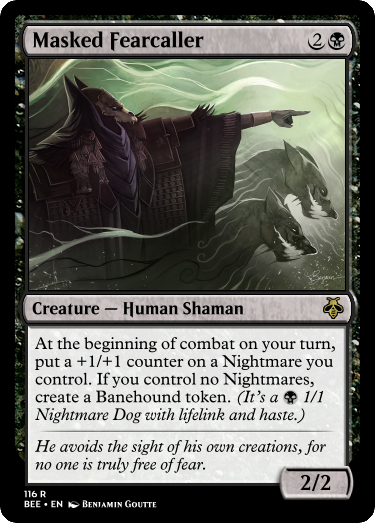 Masked Fearcaller 2
Creature — Human Shaman
At the beginning of combat on your turn,
put a +1/+1 counter on a Nightmare you
control. If you control no Nightmares,
create a Banehound token. (It's a 1/1
Nightmare Dog with lifelink and haste.)
He avoids the sight of his own creations, for
no one is truly free of fear.
2/2
116 R
BEE • EN Benjamin Goutte